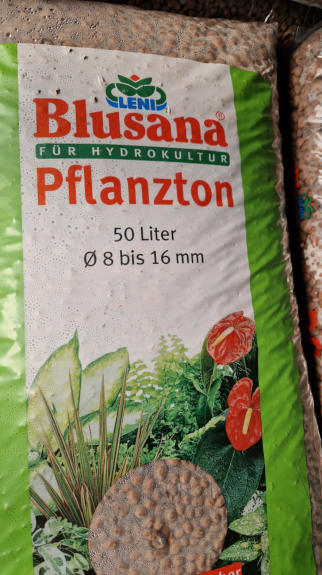 LENI
Blusana®
FÜR HYDROKULTUR
Pflanzton
50 Liter
Ø 8 bis 16 mm